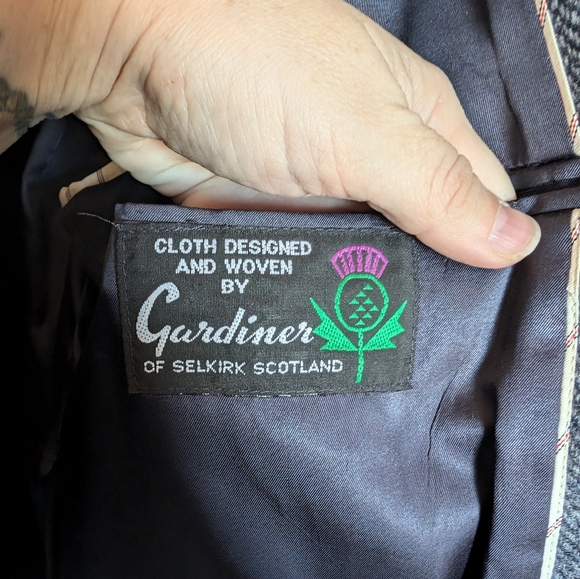 CLOTH DESIGNED
AND WOVEN
BY
Gardiner
OF SELKIRK SCOTLAND